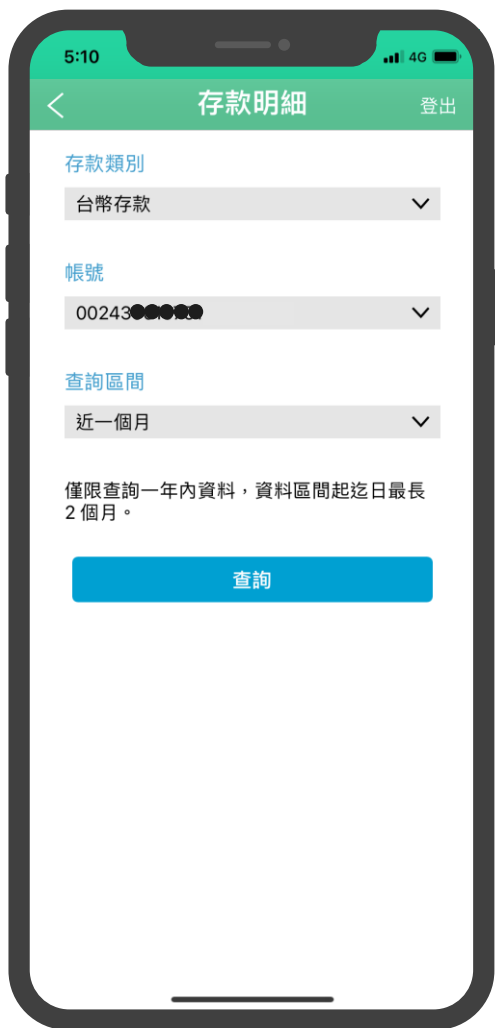 5:10
4G
存款明細
登出
存款類別
台幣存款
帳號
00243
查詢區間
近一個月
僅限查詢一年內資料，資料區間起迄日最長
2 個月。
查詢